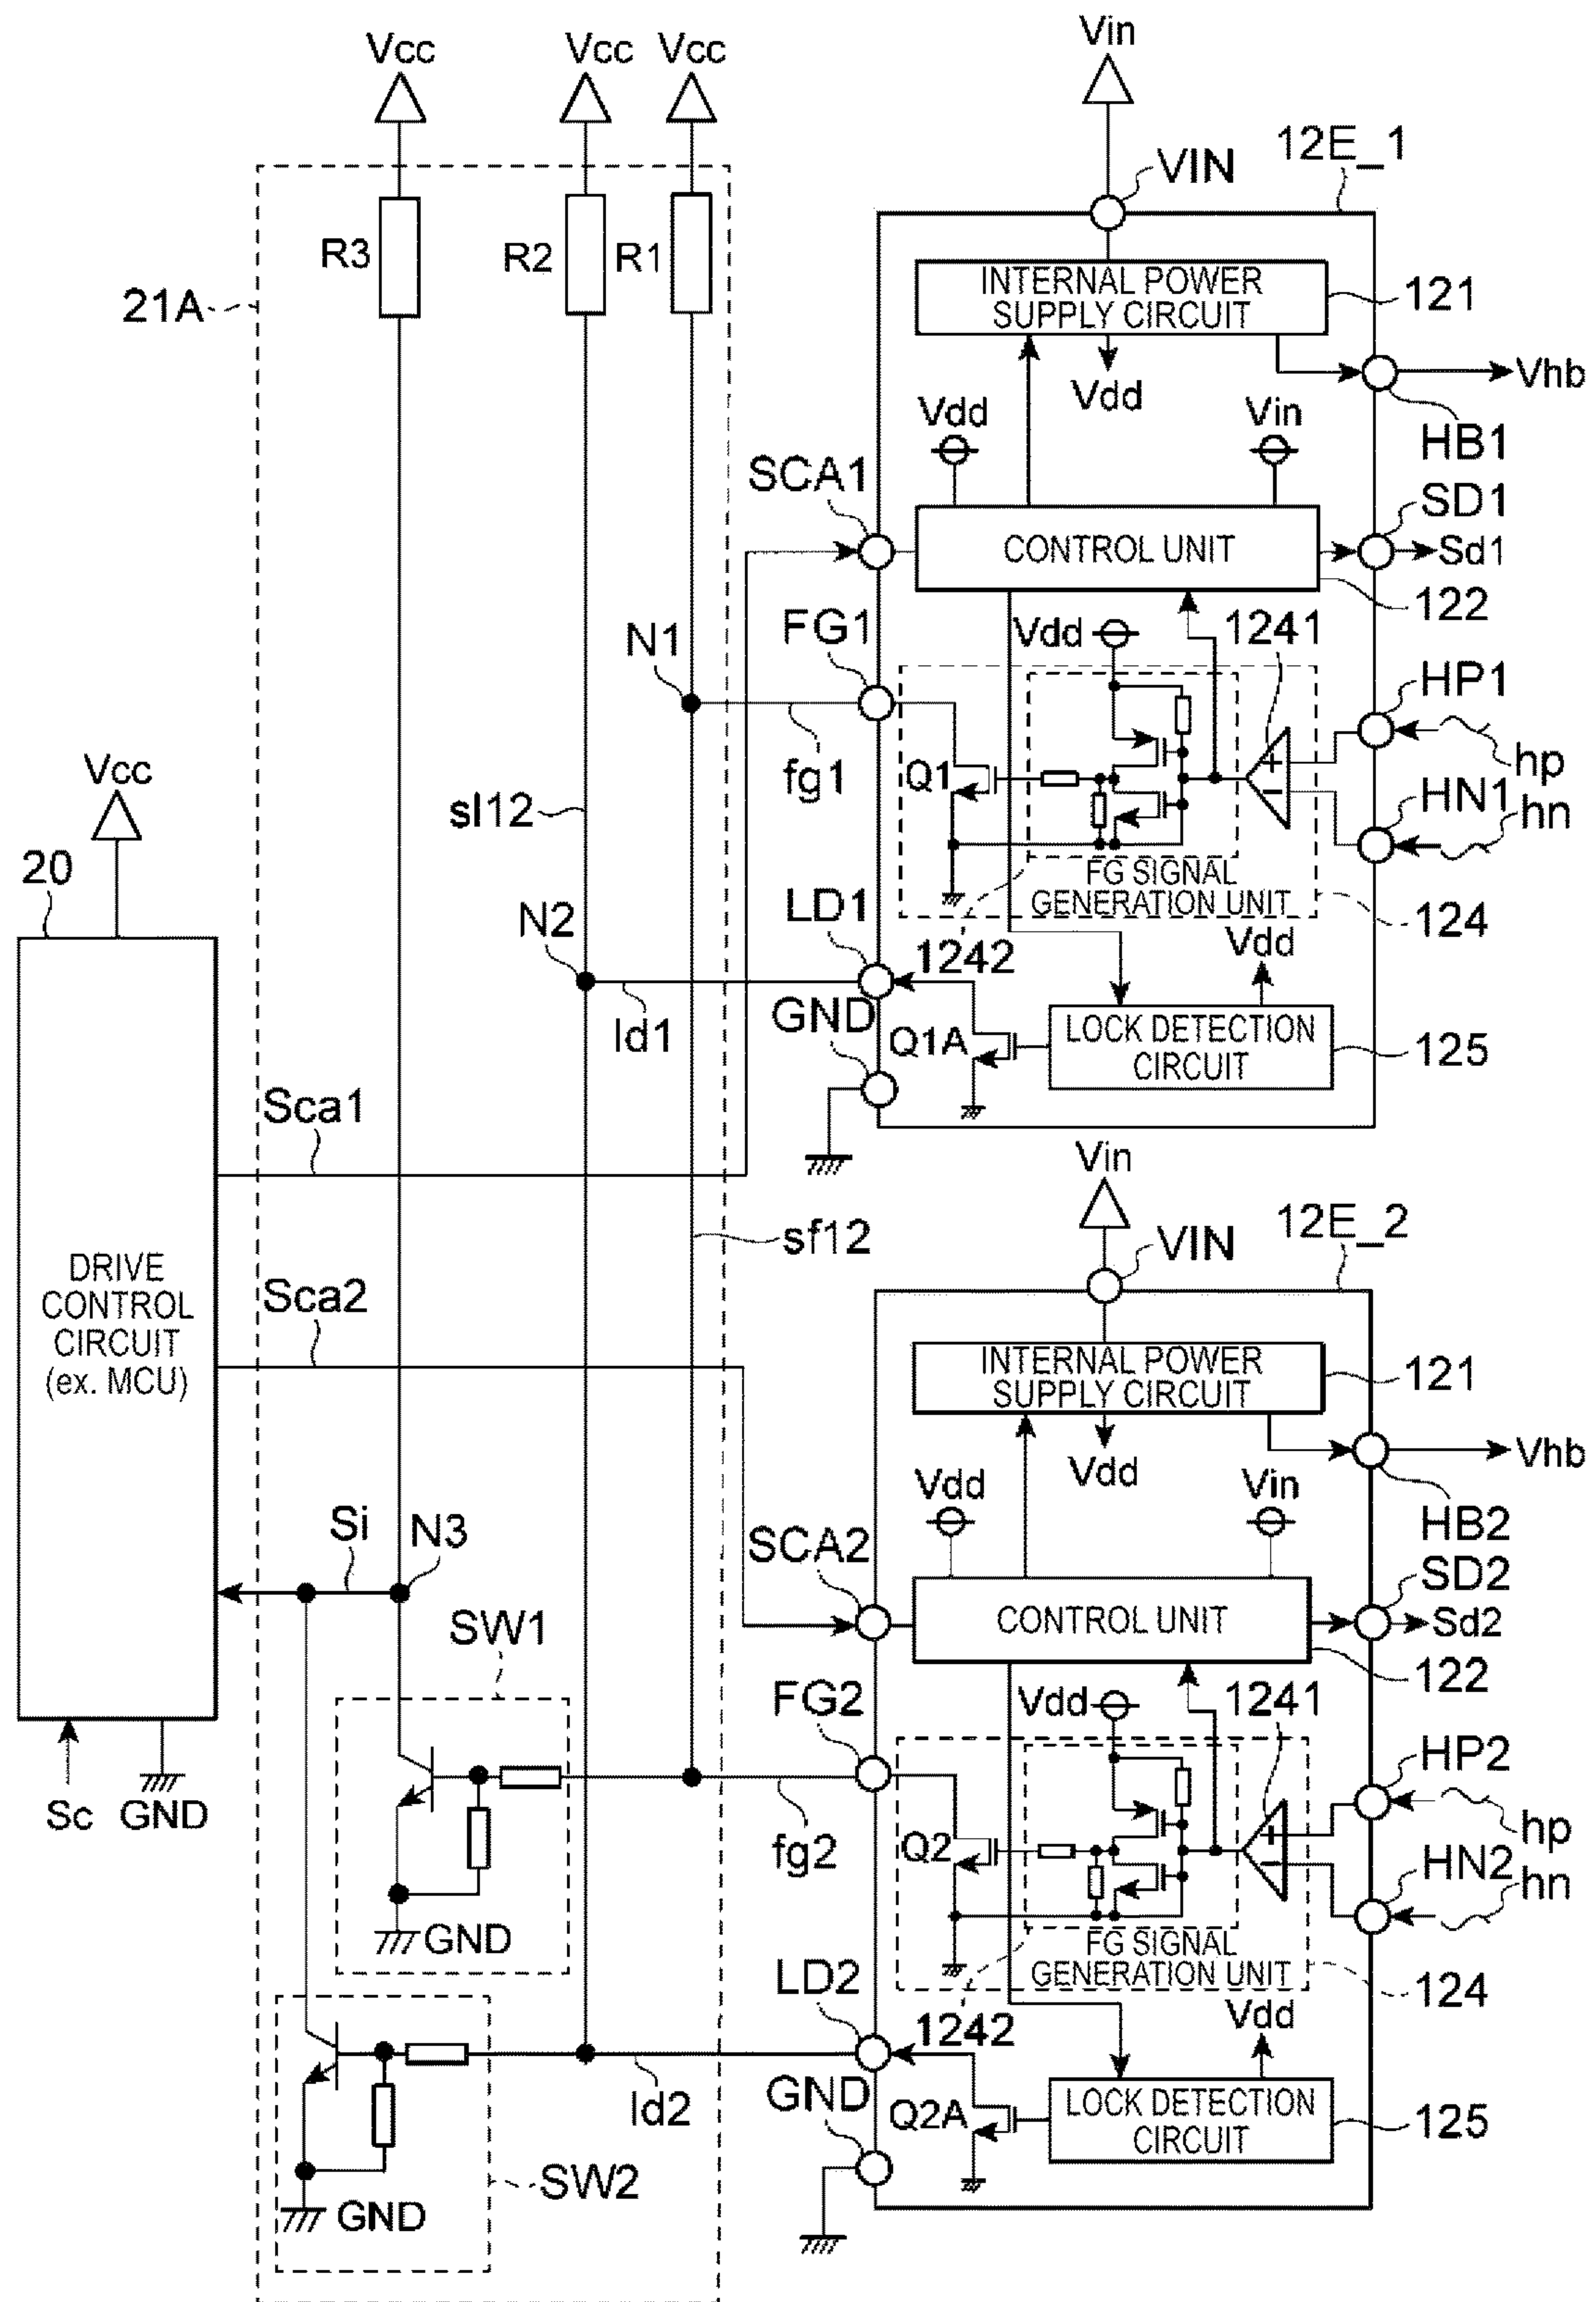 Vin
Vcc
Vcc
Vcc
12E_1
VIN
R3
R2
R1
INTERNAL POWER
SUPPLY CIRCUIT
121
21A
Vdd
Vhb
Vdd
Vin
HB1
SCA1
SD1
CONTROL UNIT
Sd1
122
FG1
Vdd
1241
N1
HP1
Vcc
fg1
Q1
hp
sl12
HN1
hn
20
FG SIGNAL
GENERATION UNIT
124
LD1
N2
1242
Vdd
GND
ld1
Q1A
LOCK DETECTION
CIRCUIT
125
Sca1
Vin
12E_2
VIN
sf12
DRIVE
CONTROL
CIRCUIT
(ex. MCU)
Sca2
INTERNAL POWER
SUPPLY CIRCUIT
121
Vdd
Vhb
Vdd
Vin
Si
N3
HB2
SCA2
SD2
CONTROL UNIT
Sd2
SW1
122
FG2
Vdd
1241
HP2
Sc
GND
fg2
Q2
hp
HN2
hn
GND
FG SIGNAL
GENERATION UNIT
124
LD2
1242
Vdd
GND
ld2
Q2A
LOCK DETECTION
CIRCUIT
125
SW2
GND